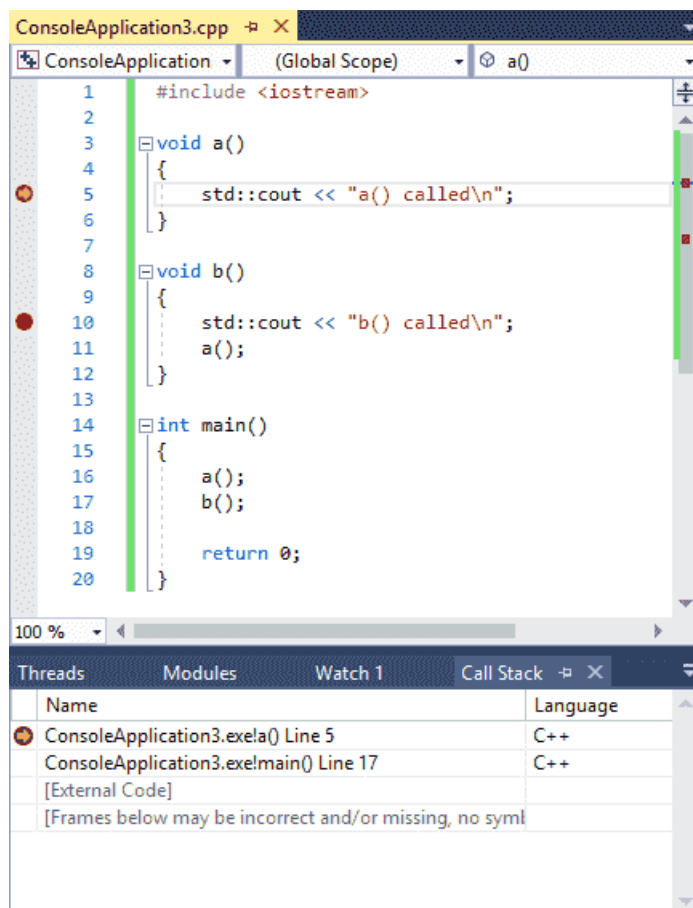 ConsoleApplication3.cpp
ConsoleApplication (Global Scope) a()
1 #include <iostream>
2
3 void a()
4 {
5 std::cout << "a() called\n";
6 }
7
8 void b()
9 {
10 std::cout << "b() called\n";
11 a();
12 }
13
14 int main()
15 {
16 a();
17 b();
18
19 return 0;
20 }
100 %
Threads Modules Watch 1 Call Stack
Name Language
ConsoleApplication3.exe!a() Line 5 C++
ConsoleApplication3.exe!main() Line 17 C++
[External Code]
[Frames below may be incorrect and/or missing, no symb